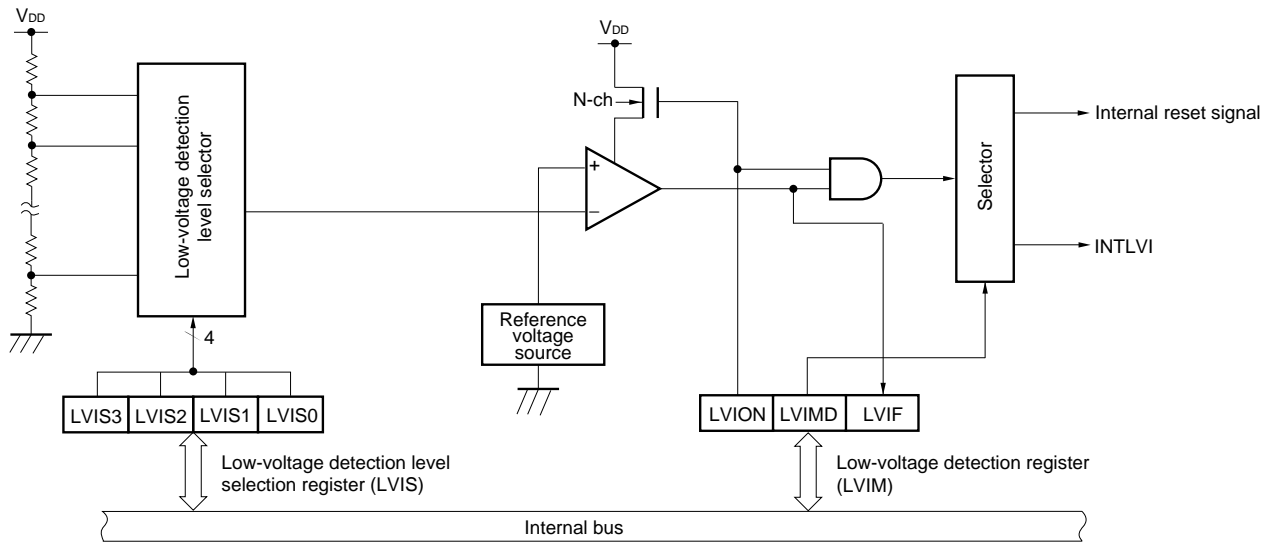 VDD
VDD
Low-voltage detection
level selector
N-ch
Internal reset signal
+
−
Selector
INTLVI
4
Reference
voltage
source
LVIS3 LVIS2 LVIS1 LVIS0
LVION LVIMD LVIF
Low-voltage detection level
selection register (LVIS)
Low-voltage detection register
(LVIM)
Internal bus